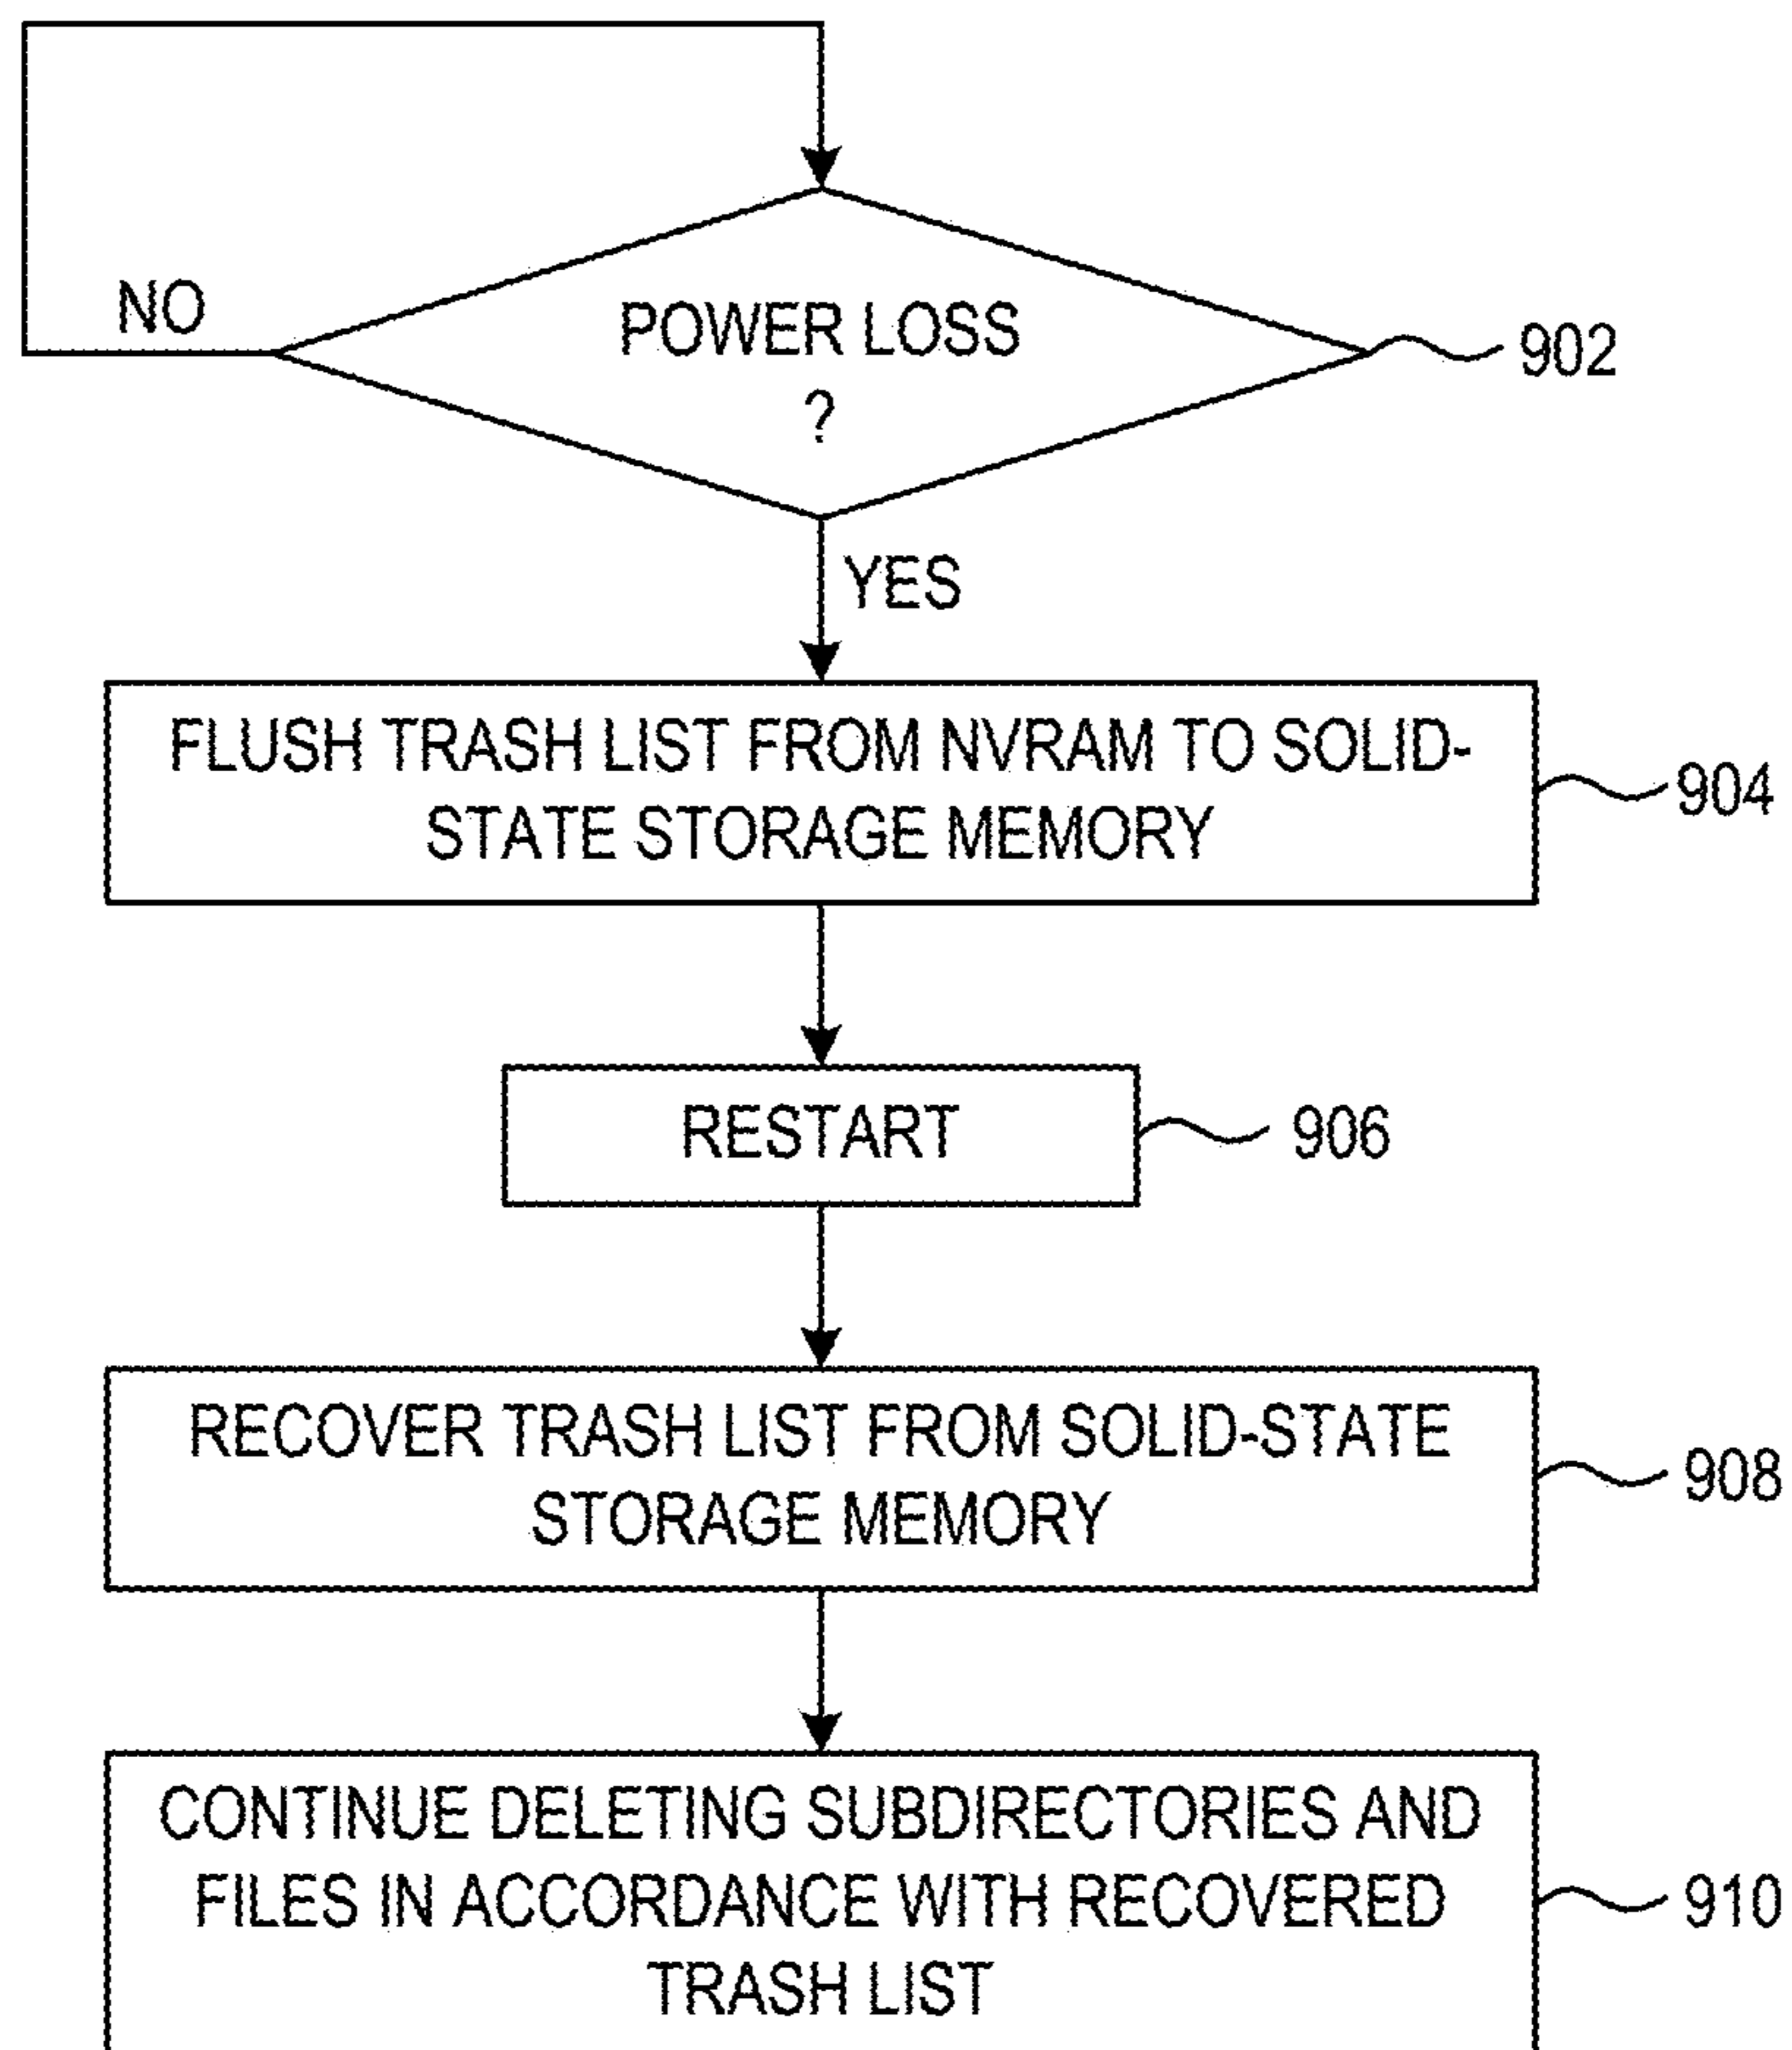 NO
POWER LOSS
?
902
YES
FLUSH TRASH LIST FROM NVRAM TO SOLID-
STATE STORAGE MEMORY
904
RESTART
906
RECOVER TRASH LIST FROM SOLID-STATE
STORAGE MEMORY
908
CONTINUE DELETING SUBDIRECTORIES AND
FILES IN ACCORDANCE WITH RECOVERED
TRASH LIST
910